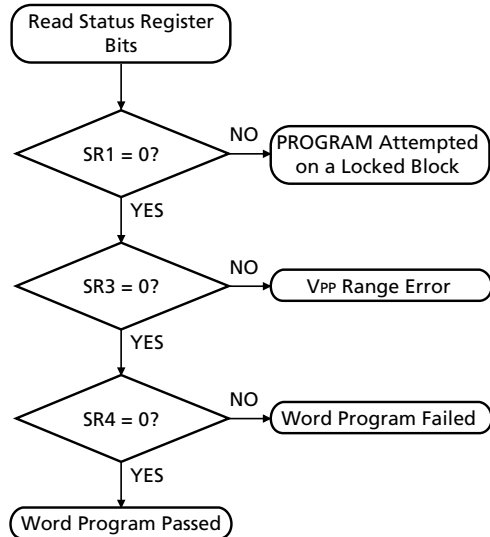 Read Status Register
Bits
SR1 = 0?
NO
PROGRAM Attempted
on a Locked Block
YES
SR3 = 0?
NO
VPP Range Error
YES
SR4 = 0?
NO
Word Program Failed
YES
Word Program Passed